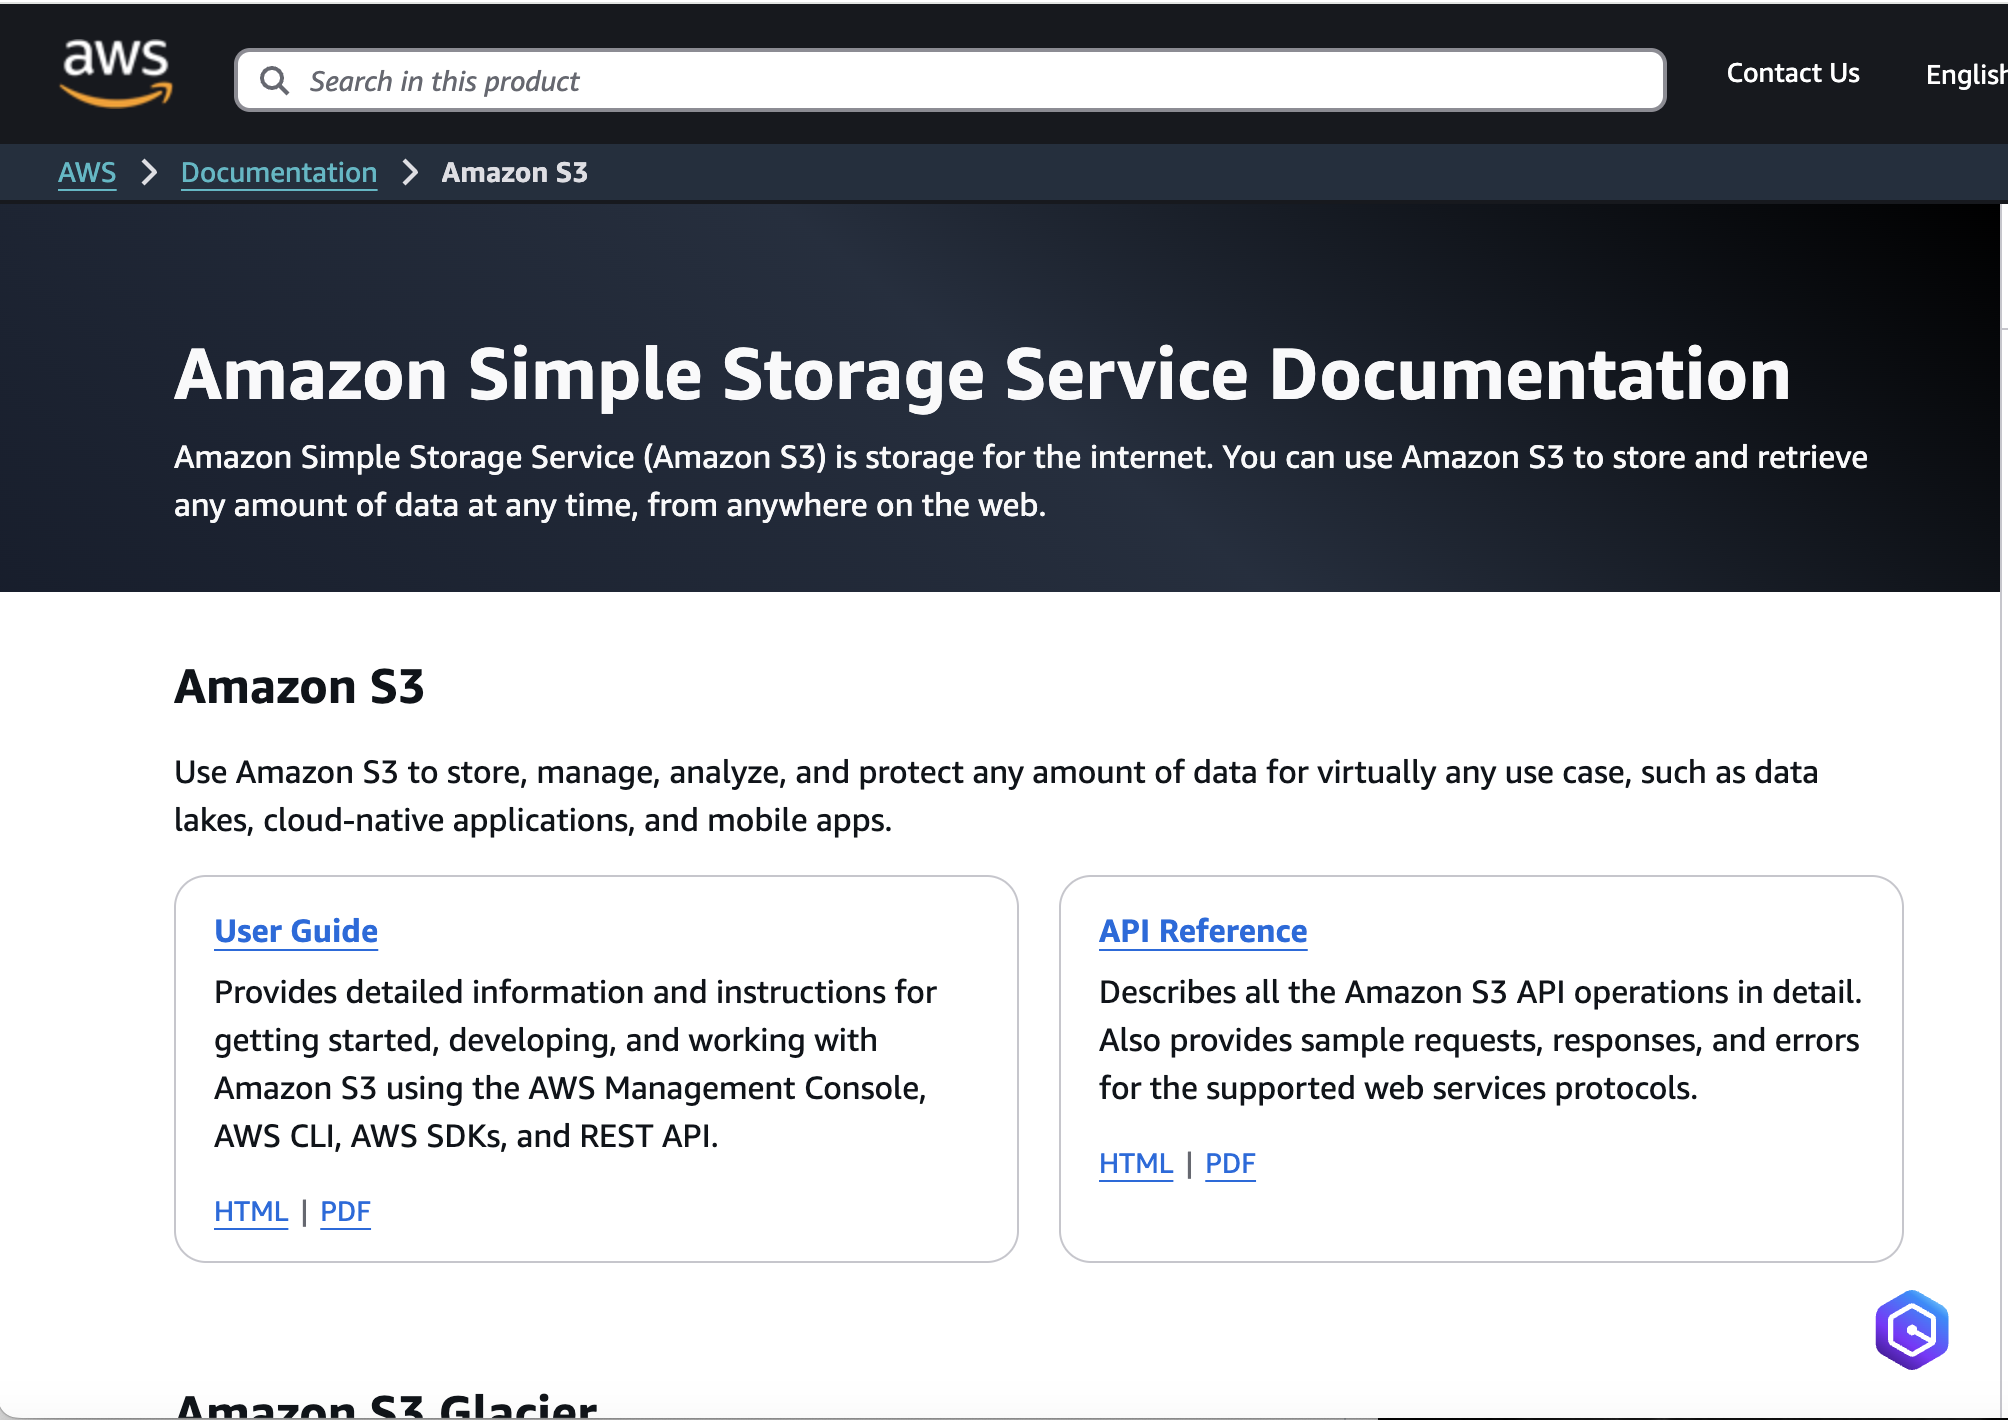 aws
Search in this product
Contact Us
English
AWS > Documentation > Amazon S3
Amazon Simple Storage Service Documentation
Amazon Simple Storage Service (Amazon S3) is storage for the internet. You can use Amazon S3 to store and retrieve
any amount of data at any time, from anywhere on the web.
Amazon S3
Use Amazon S3 to store, manage, analyze, and protect any amount of data for virtually any use case, such as data
lakes, cloud-native applications, and mobile apps.
User Guide
Provides detailed information and instructions for
getting started, developing, and working with
Amazon S3 using the AWS Management Console,
AWS CLI, AWS SDKs, and REST API.
HTML | PDF
API Reference
Describes all the Amazon S3 API operations in detail.
Also provides sample requests, responses, and errors
for the supported web services protocols.
HTML | PDF
Amazon S3 Glacier